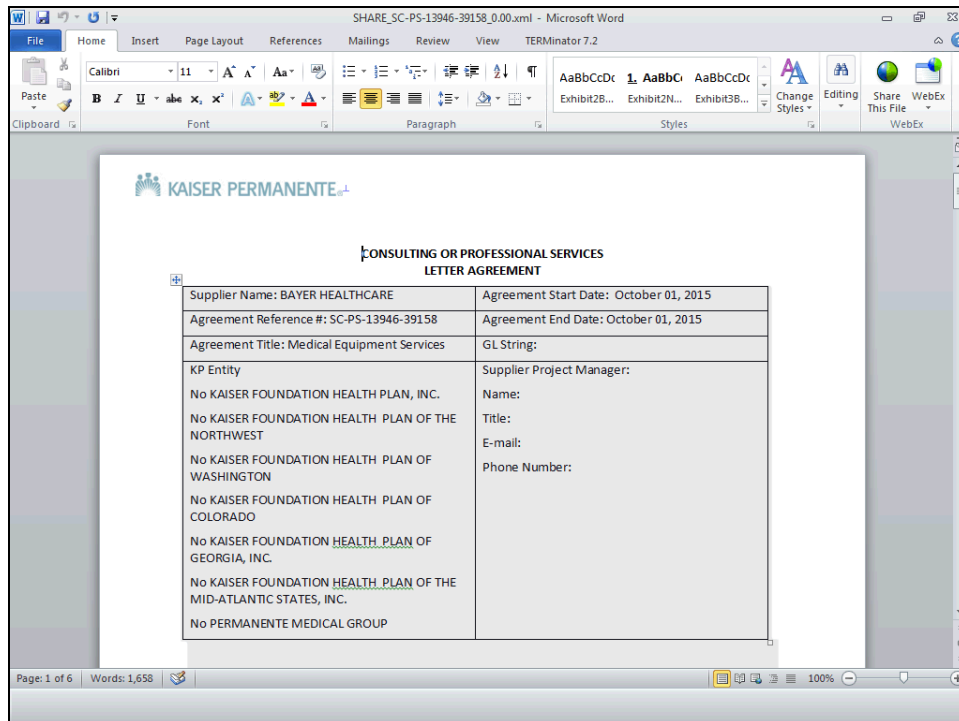 SHARE_SC-PS-13946-39158_0.00.xml - Microsoft Word
File Home Insert Page Layout References Mailings Review View TERMinator 7.2
Calibri 11 A A Aa
AaBbCcDc 1. AaBbCc AaBbCcDc
Paste
B I U abc x, x² A A
Exhibit2B... Exhibit2N... Exhibit3B...
Change Styles
Editing
Share This File
WebEx
Clipboard Font Paragraph Styles WebEx
KAISER PERMANENTE®
CONSULTING OR PROFESSIONAL SERVICES
LETTER AGREEMENT
Supplier Name: BAYER HEALTHCARE
Agreement Start Date: October 01, 2015
Agreement Reference #: SC-PS-13946-39158
Agreement End Date: October 01, 2015
Agreement Title: Medical Equipment Services
GL String:
KP Entity
No KAISER FOUNDATION HEALTH PLAN, INC.
No KAISER FOUNDATION HEALTH PLAN OF THE
NORTHWEST
No KAISER FOUNDATION HEALTH PLAN OF
WASHINGTON
No KAISER FOUNDATION HEALTH PLAN OF
COLORADO
No KAISER FOUNDATION HEALTH PLAN OF
GEORGIA, INC.
No KAISER FOUNDATION HEALTH PLAN OF THE
MID-ATLANTIC STATES, INC.
No PERMANENTE MEDICAL GROUP
Supplier Project Manager:
Name:
Title:
E-mail:
Phone Number:
Page: 1 of 6 Words: 1,658 100%